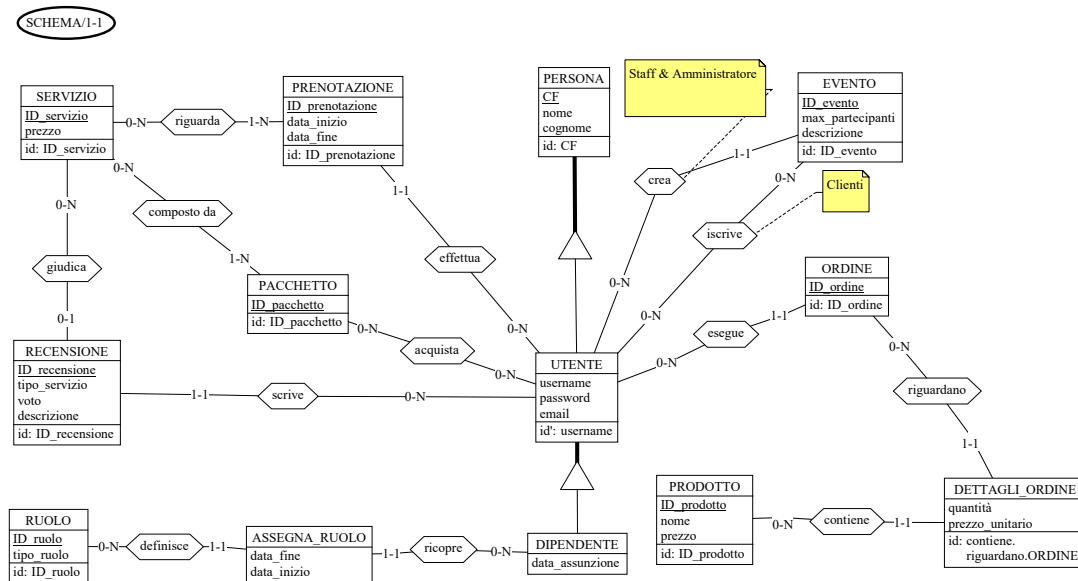 SCHEMA/1-1
SERVIZIO
ID_servizio
prezzo
id: ID_servizio
0-N
riguarda
1-N
PRENOTAZIONE
ID_prenotazione
data_inizio
data_fine
id: ID_prenotazione
PERSONA
CF
nome
cognome
id: CF
Staff & Amministratore
EVENTO
ID_evento
max_partecipanti
descrizione
id: ID_evento
0-N
composto da
1-N
0-N
giudica
0-1
1-1
effettua
0-N
crea
1-1
0-N
Clienti
0-N
iscrive
0-N
PACCHETTO
ID_pacchetto
id: ID_pacchetto
0-N
acquista
0-N
ORDINE
ID_ordine
id: ID_ordine
1-1
esegue
0-N
0-N
riguardano
1-1
RECENSIONE
ID_recensione
tipo_servizio
voto
descrizione
id: ID_recensione
1-1
scrive
0-N
UTENTE
username
password
email
id': username
PRODOTTO
ID_prodotto
nome
prezzo
id: ID_prodotto
0-N
contiene
1-1
DETTAGLI_ORDINE
quantità
prezzo_unitario
id: contiene.
riguardano.ORDINE
RUOLO
ID_ruolo
tipo_ruolo
id: ID_ruolo
0-N
definisce
1-1
ASSEGNA_RUOLO
data_fine
data_inizio
1-1
ricopre
0-N
DIPENDENTE
data_assunzione